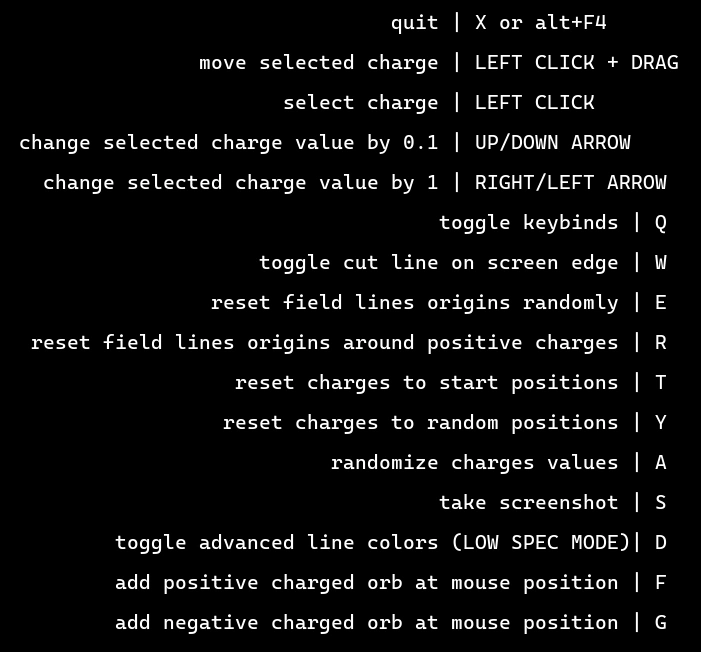 quit | X or alt+F4
move selected charge | LEFT CLICK + DRAG
select charge | LEFT CLICK
change selected charge value by 0.1 | UP/DOWN ARROW
change selected charge value by 1 | RIGHT/LEFT ARROW
toggle keybinds | Q
toggle cut line on screen edge | W
reset field lines origins randomly | E
reset field lines origins around positive charges | R
reset charges to start positions | T
reset charges to random positions | Y
randomize charges values | A
take screenshot | S
toggle advanced line colors (LOW SPEC MODE)| D
add positive charged orb at mouse position | F
add negative charged orb at mouse position | G